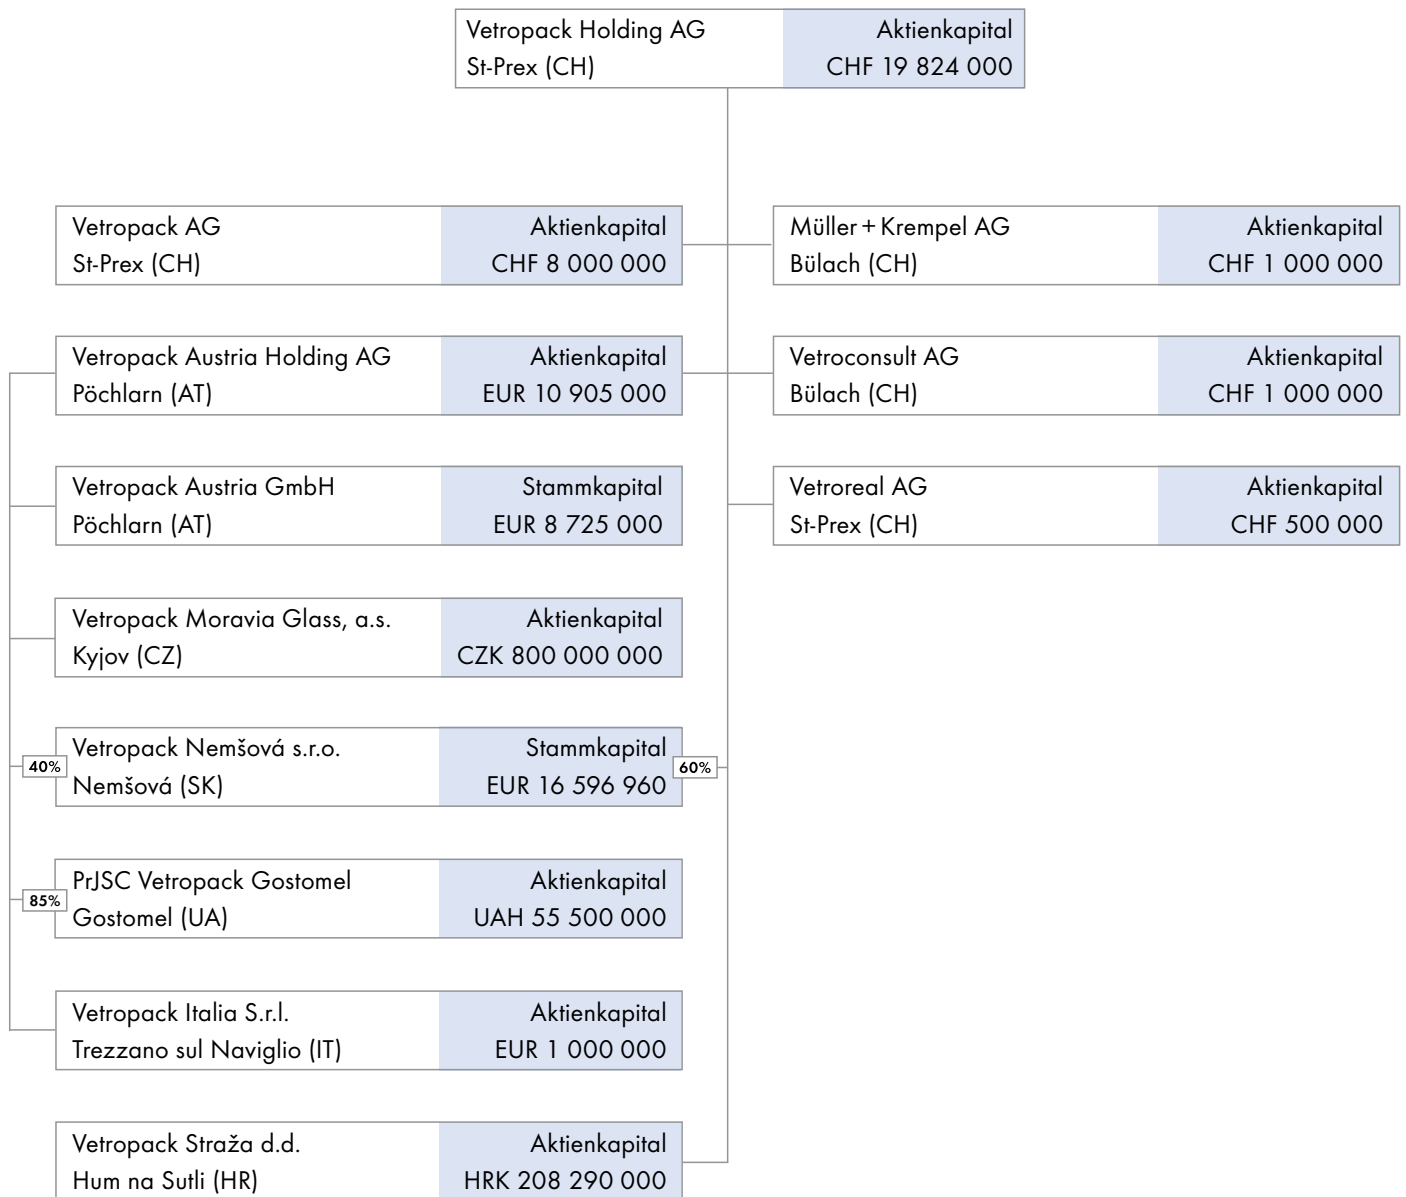 Vetropack Holding AG
Aktienkapital
St-Prex (CH)
CHF 19 824 000
Vetropack AG
Aktienkapital
St-Prex (CH)
CHF 8 000 000
Müller + Krempel AG
Aktienkapital
Bülach (CH)
CHF 1 000 000
Vetropack Austria Holding AG
Aktienkapital
Pöchlarn (AT)
EUR 10 905 000
Vetroconsult AG
Aktienkapital
Bülach (CH)
CHF 1 000 000
Vetropack Austria GmbH
Stammkapital
Pöchlarn (AT)
EUR 8 725 000
Vetroreal AG
Aktienkapital
St-Prex (CH)
CHF 500 000
Vetropack Moravia Glass, a.s.
Aktienkapital
Kyjov (CZ)
CZK 800 000 000
40%
Vetropack Nemšová s.r.o.
Stammkapital
Nemšová (SK)
EUR 16 596 960
60%
85%
PrJSC Vetropack Gostomel
Aktienkapital
Gostomel (UA)
UAH 55 500 000
Vetropack Italia S.r.l.
Aktienkapital
Trezzano sul Naviglio (IT)
EUR 1 000 000
Vetropack Straža d.d.
Aktienkapital
Hum na Sutli (HR)
HRK 208 290 000